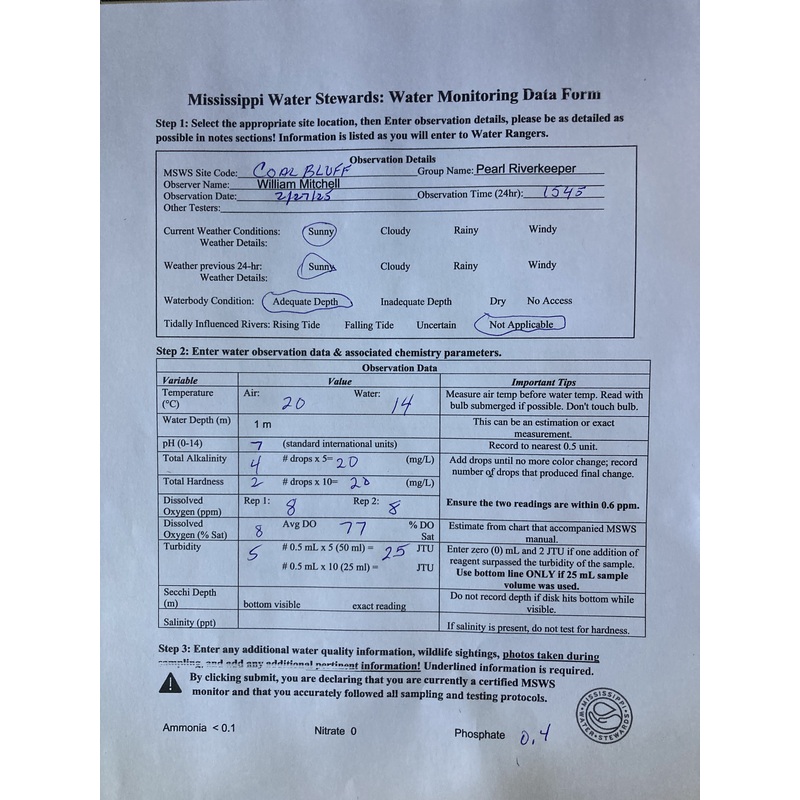 Mississippi Water Stewards: Water Monitoring Data Form
Step 1: Select the appropriate site location, then Enter observation details, please be as detailed as
possible in notes sections! Information is listed as you will enter to Water Rangers.
Observation Details
MSWS Site Code: COAL BLUFF Group Name: Pearl Riverkeeper
Observer Name: William Mitchell
Observation Date: 2/27/25 Observation Time (24hr): 1545
Other Testers:
Current Weather Conditions: Sunny Cloudy Rainy Windy
Weather Details:
Weather previous 24-hr: Sunny Cloudy Rainy Windy
Weather Details:
Waterbody Condition: Adequate Depth Inadequate Depth Dry No Access
Tidally Influenced Rivers: Rising Tide Falling Tide Uncertain Not Applicable
Step 2: Enter water observation data & associated chemistry parameters.
Observation Data
Variable Value Important Tips
Temperature (°C) Air: 20 Water: 14 Measure air temp before water temp. Read with
bulb submerged if possible. Don't touch bulb.
Water Depth (m) 1 m This can be an estimation or exact
measurement.
pH (0-14) 7 (standard international units) Record to nearest 0.5 unit.
Total Alkalinity 4 # drops x 5= 20 (mg/L) Add drops until no more color change; record
number of drops that produced final change.
Total Hardness 2 # drops x 10= 20 (mg/L)
Dissolved Oxygen (ppm) Rep 1: 8 Rep 2: 8 Ensure the two readings are within 0.6 ppm.
Dissolved Oxygen (% Sat) 8 Avg DO 77 % DO Sat Estimate from chart that accompanied MSWS
manual.
Turbidity 5 # 0.5 mL x 5 (50 ml) = 25 JTU Enter zero (0) mL and 2 JTU if one addition of
reagent surpassed the turbidity of the sample.
# 0.5 mL x 10 (25 ml) = JTU Use bottom line ONLY if 25 mL sample
volume was used.
Secchi Depth (m) bottom visible exact reading Do not record depth if disk hits bottom while
visible.
Salinity (ppt) If salinity is present, do not test for hardness.
Step 3: Enter any additional water quality information, wildlife sightings, photos taken during
sampling, and add any additional pertinent information! Underlined information is required.
By clicking submit, you are declaring that you are currently a certified MSWS
monitor and that you accurately followed all sampling and testing protocols.
MISSISSIPPI WATER STEWARDS
Ammonia < 0.1 Nitrate 0 Phosphate 0.4